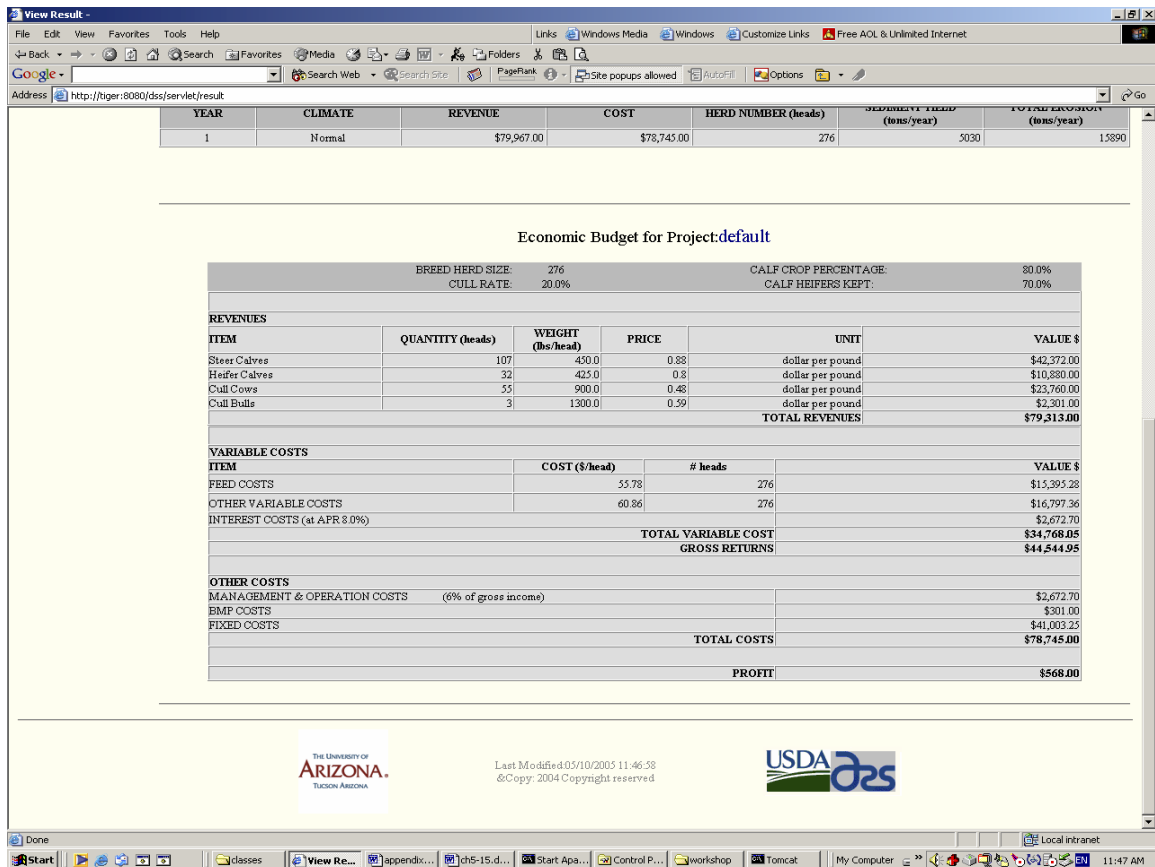 View Result -
File Edit View Favorites Tools Help Links Windows Media Windows Customize Links Free AOL & Unlimited Internet
Back Search Favorites Media Folders
Google Search Web Search Site PageRank Site popups allowed AutoFill Options
Address http://tiger:8080/dss/servlet/result Go
YEAR CLIMATE REVENUE COST HERD NUMBER (heads) SEDIMENT YIELD (tons/year) TOTAL EROSION (tons/year)
1 Normal $79,967.00 $78,745.00 276 5030 15890
Economic Budget for Project:default
BREED HERD SIZE: 276 CALF CROP PERCENTAGE: 80.0%
CULL RATE: 20.0% CALF HEIFERS KEPT: 70.0%
REVENUES
ITEM QUANTITY (heads) WEIGHT (lbs/head) PRICE UNIT VALUE $
Steer Calves 107 450.0 0.88 dollar per pound $42,372.00
Heifer Calves 32 425.0 0.8 dollar per pound $10,880.00
Cull Cows 55 900.0 0.48 dollar per pound $23,760.00
Cull Bulls 3 1300.0 0.59 dollar per pound $2,301.00
TOTAL REVENUES $79,313.00
VARIABLE COSTS
ITEM COST ($/head) # heads VALUE $
FEED COSTS 55.78 276 $15,395.28
OTHER VARIABLE COSTS 60.86 276 $16,797.36
INTEREST COSTS (at APR 8.0%) $2,672.70
TOTAL VARIABLE COST $34,768.05
GROSS RETURNS $44,544.95
OTHER COSTS
MANAGEMENT & OPERATION COSTS (6% of gross income) $2,672.70
BMP COSTS $301.00
FIXED COSTS $41,003.25
TOTAL COSTS $78,745.00
PROFIT $568.00
THE UNIVERSITY OF
ARIZONA.
TUCSON ARIZONA
Last Modified:05/10/2005 11:46:58
&Copy: 2004 Copyright reserved
USDA ars
Done Local intranet
Start classes View Re... appendix... ch5-15.d... Start Apa... Control P... workshop Tomcat My Computer EN 11:47 AM